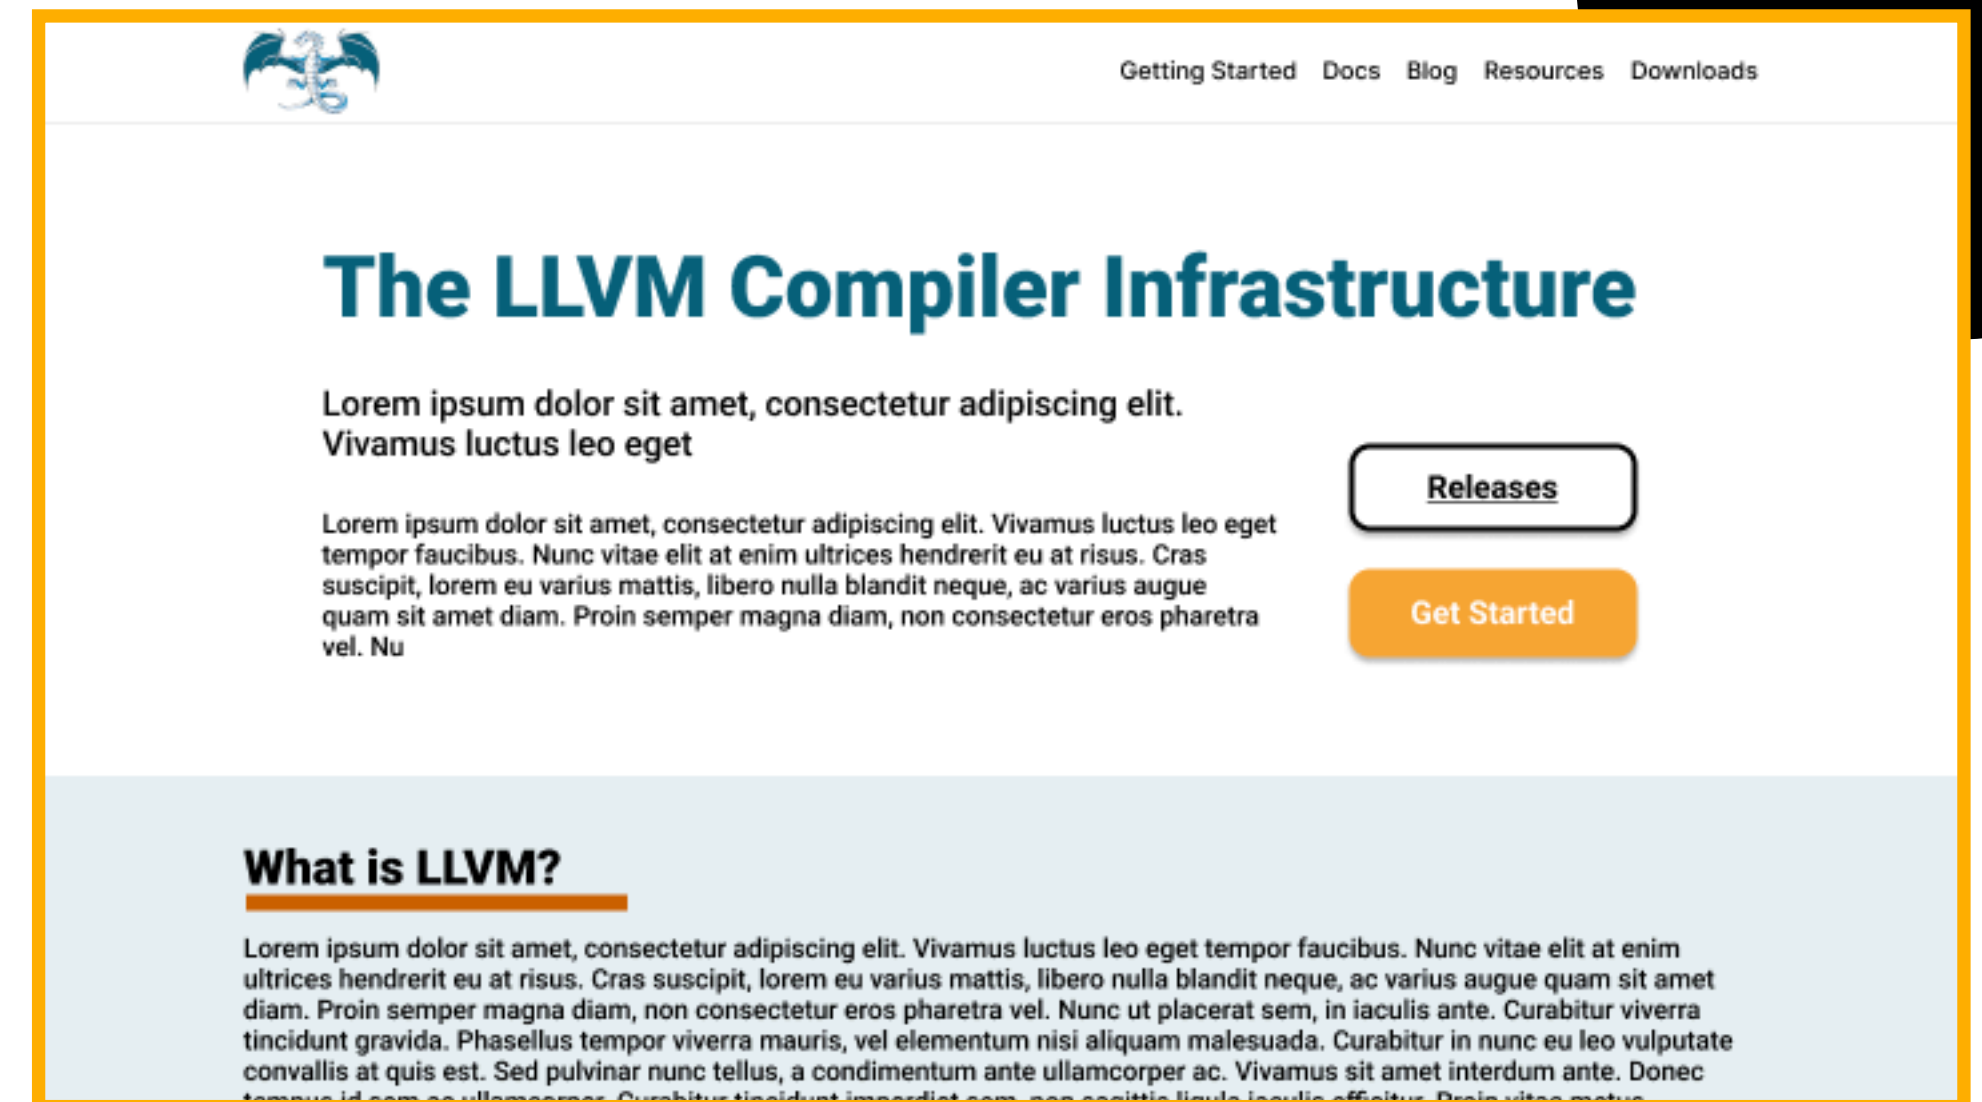 Getting Started Docs Blog Resources Downloads
The LLVM Compiler Infrastructure
Lorem ipsum dolor sit amet, consectetur adipiscing elit.
Vivamus luctus leo eget
Lorem ipsum dolor sit amet, consectetur adipiscing elit. Vivamus luctus leo eget
tempor faucibus. Nunc vitae elit at enim ultrices hendrerit eu at risus. Cras
suscipit, lorem eu varius mattis, libero nulla blandit neque, ac varius augue
quam sit amet diam. Proin semper magna diam, non consectetur eros pharetra
vel. Nu
Releases
Get Started
What is LLVM?
Lorem ipsum dolor sit amet, consectetur adipiscing elit. Vivamus luctus leo eget tempor faucibus. Nunc vitae elit at enim
ultrices hendrerit eu at risus. Cras suscipit, lorem eu varius mattis, libero nulla blandit neque, ac varius augue quam sit amet
diam. Proin semper magna diam, non consectetur eros pharetra vel. Nunc ut placerat sem, in iaculis ante. Curabitur viverra
tincidunt gravida. Phasellus tempor viverra mauris, vel elementum nisi aliquam malesuada. Curabitur in nunc eu leo vulputate
convallis at quis est. Sed pulvinar nunc tellus, a condimentum ante ullamcorper ac. Vivamus sit amet interdum ante. Donec